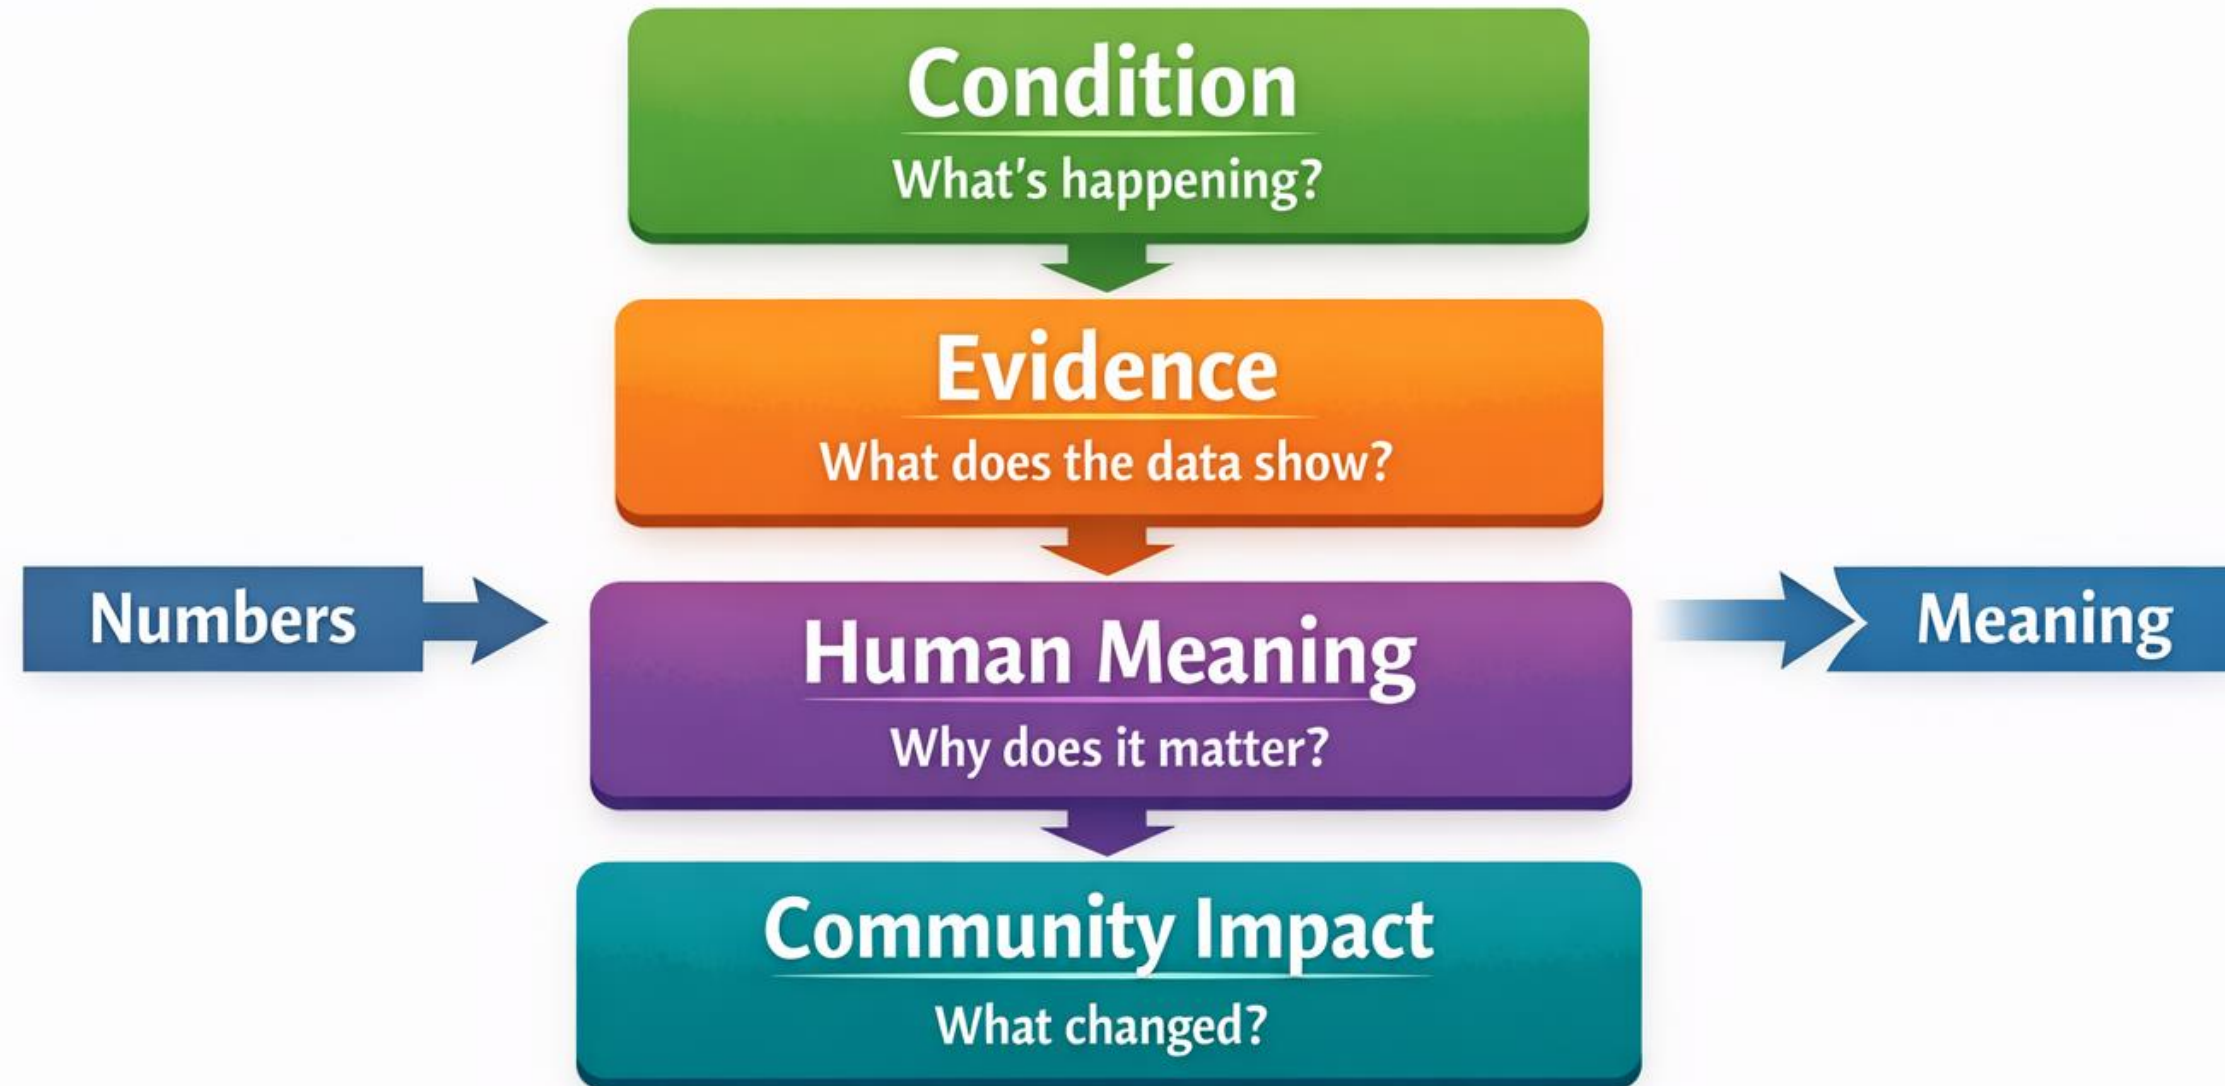 Condition
What's happening?
Evidence
What does the data show?
Numbers
Human Meaning
Why does it matter?
Meaning
Community Impact
What changed?